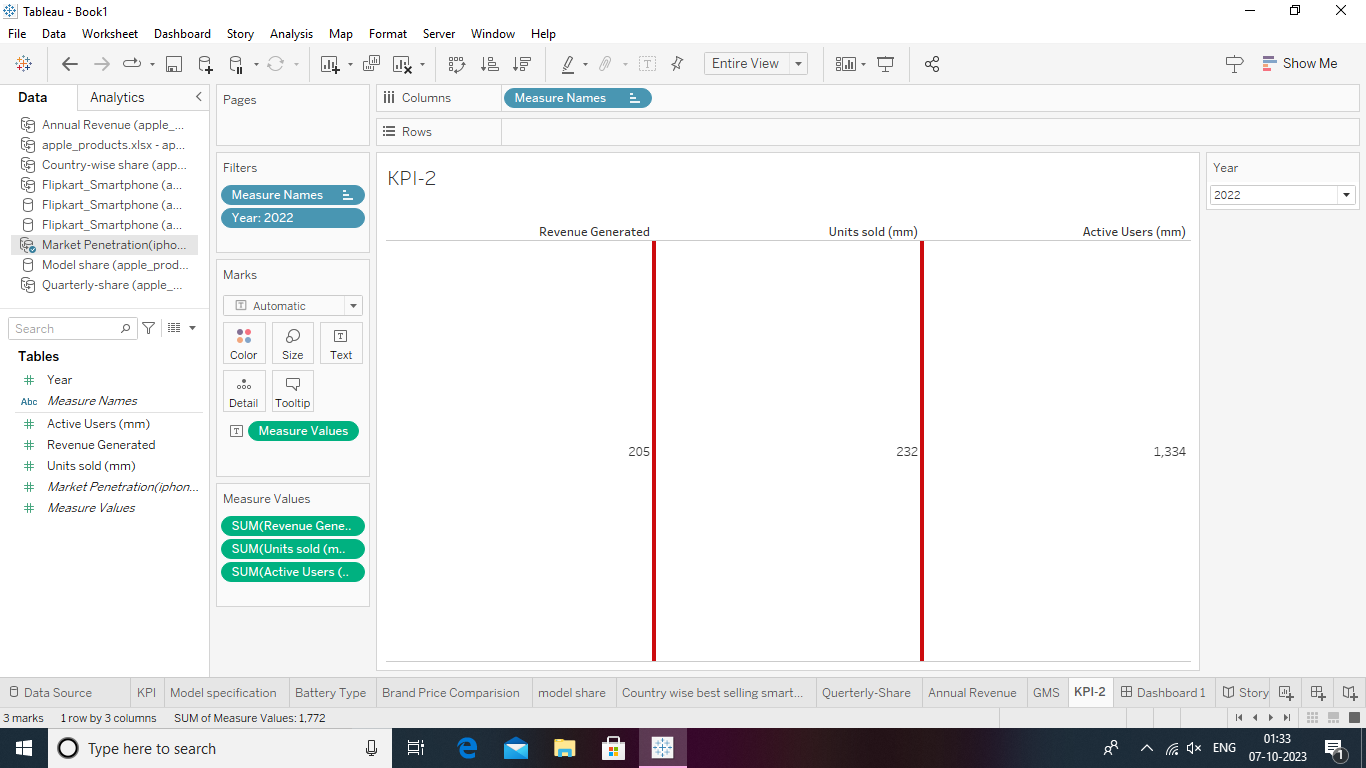 Tableau - Book1
File Data Worksheet Dashboard Story Analysis Map Format Server Window Help
Entire View
Show Me
Data Analytics
Annual Revenue (apple_...
apple_products.xlsx - ap...
Country-wise share (app...
Flipkart_Smartphone (a...
Flipkart_Smartphone (a...
Flipkart_Smartphone (a...
Market Penetration(ipho...
Model share (apple_prod...
Quarterly-share (apple_...
Search
Tables
Year
Abc Measure Names
Active Users (mm)
Revenue Generated
Units sold (mm)
Market Penetration(iphon...
Measure Values
Pages
Filters
Measure Names
Year: 2022
Marks
T Automatic
Color Size Text
Detail Tooltip
T Measure Values
Measure Values
SUM(Revenue Gene..
SUM(Units sold (m..
SUM(Active Users (..
Columns Measure Names
Rows
KPI-2
Revenue Generated Units sold (mm) Active Users (mm)
205 232 1,334
Year
2022
Data Source KPI Model specification Battery Type Brand Price Comparision model share Country wise best selling smart... Querterly-Share Annual Revenue GMS KPI-2 Dashboard 1 Story
3 marks 1 row by 3 columns SUM of Measure Values: 1,772
Type here to search
ENG
01:33
07-10-2023
1